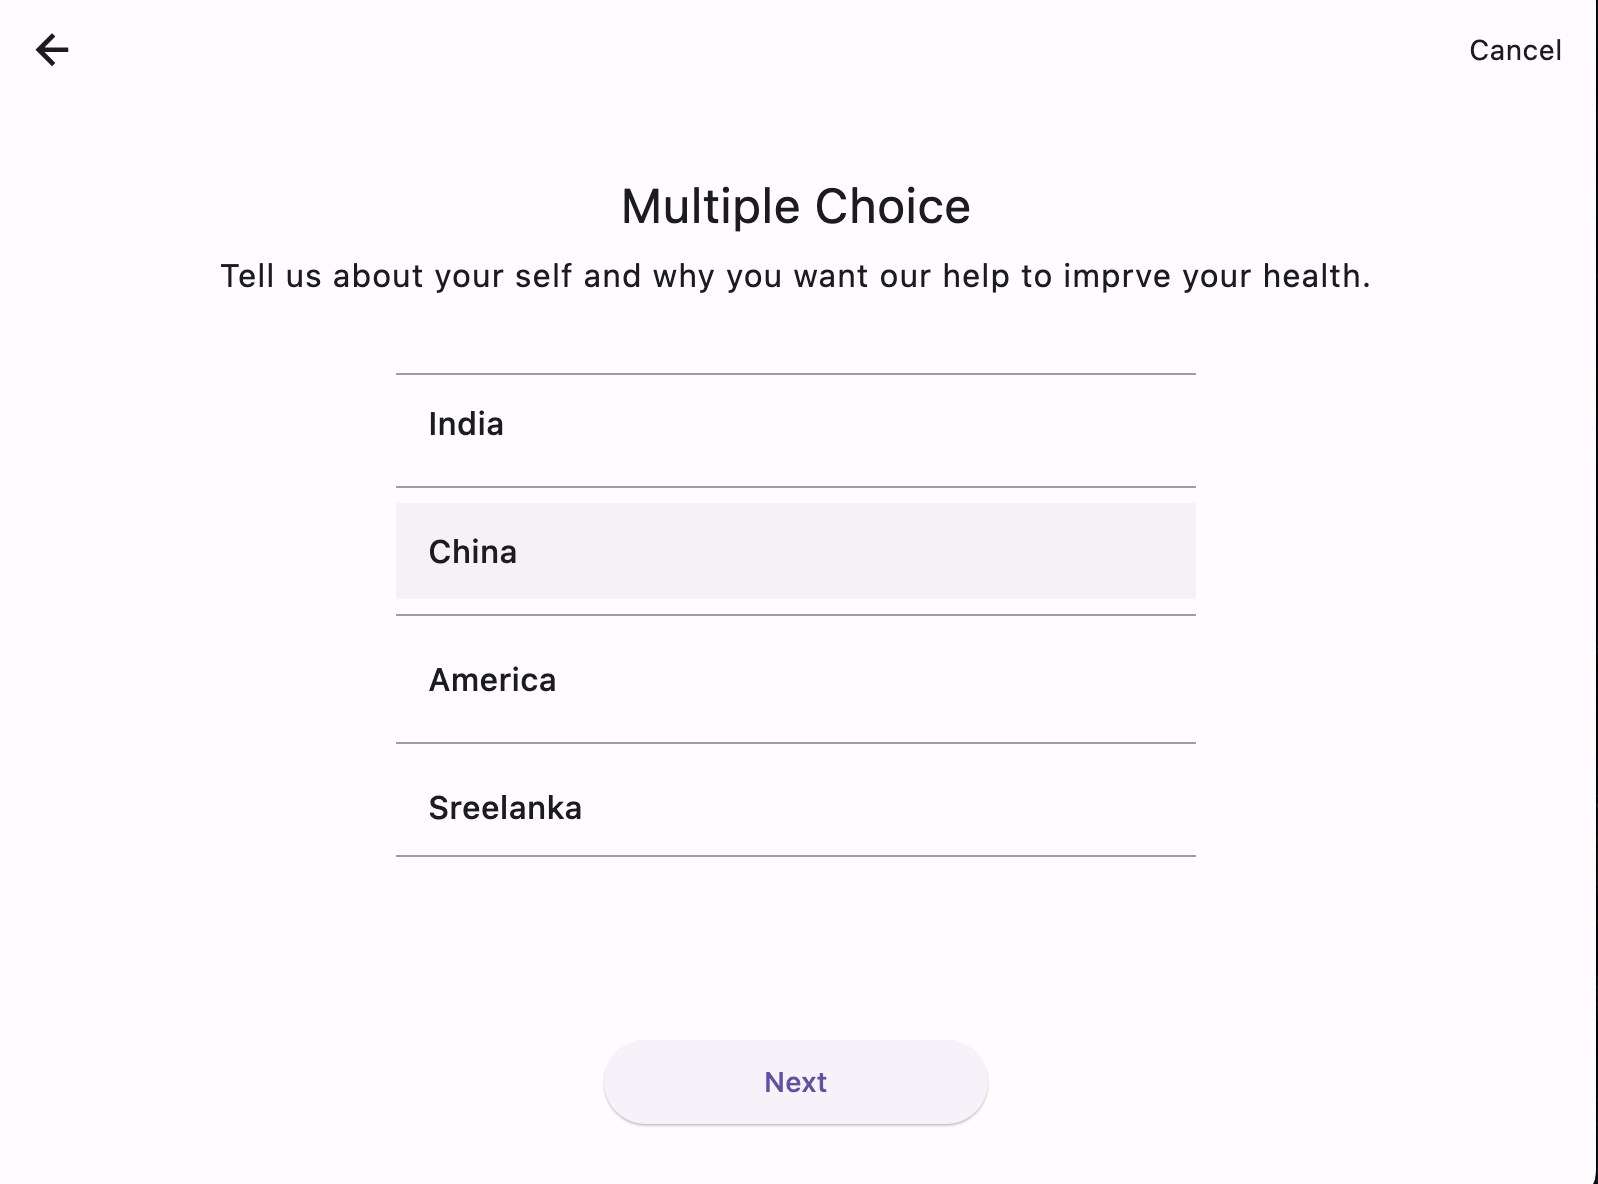 Cancel
Multiple Choice
Tell us about your self and why you want our help to imprve your health.
India
China
America
Sreelanka
Next